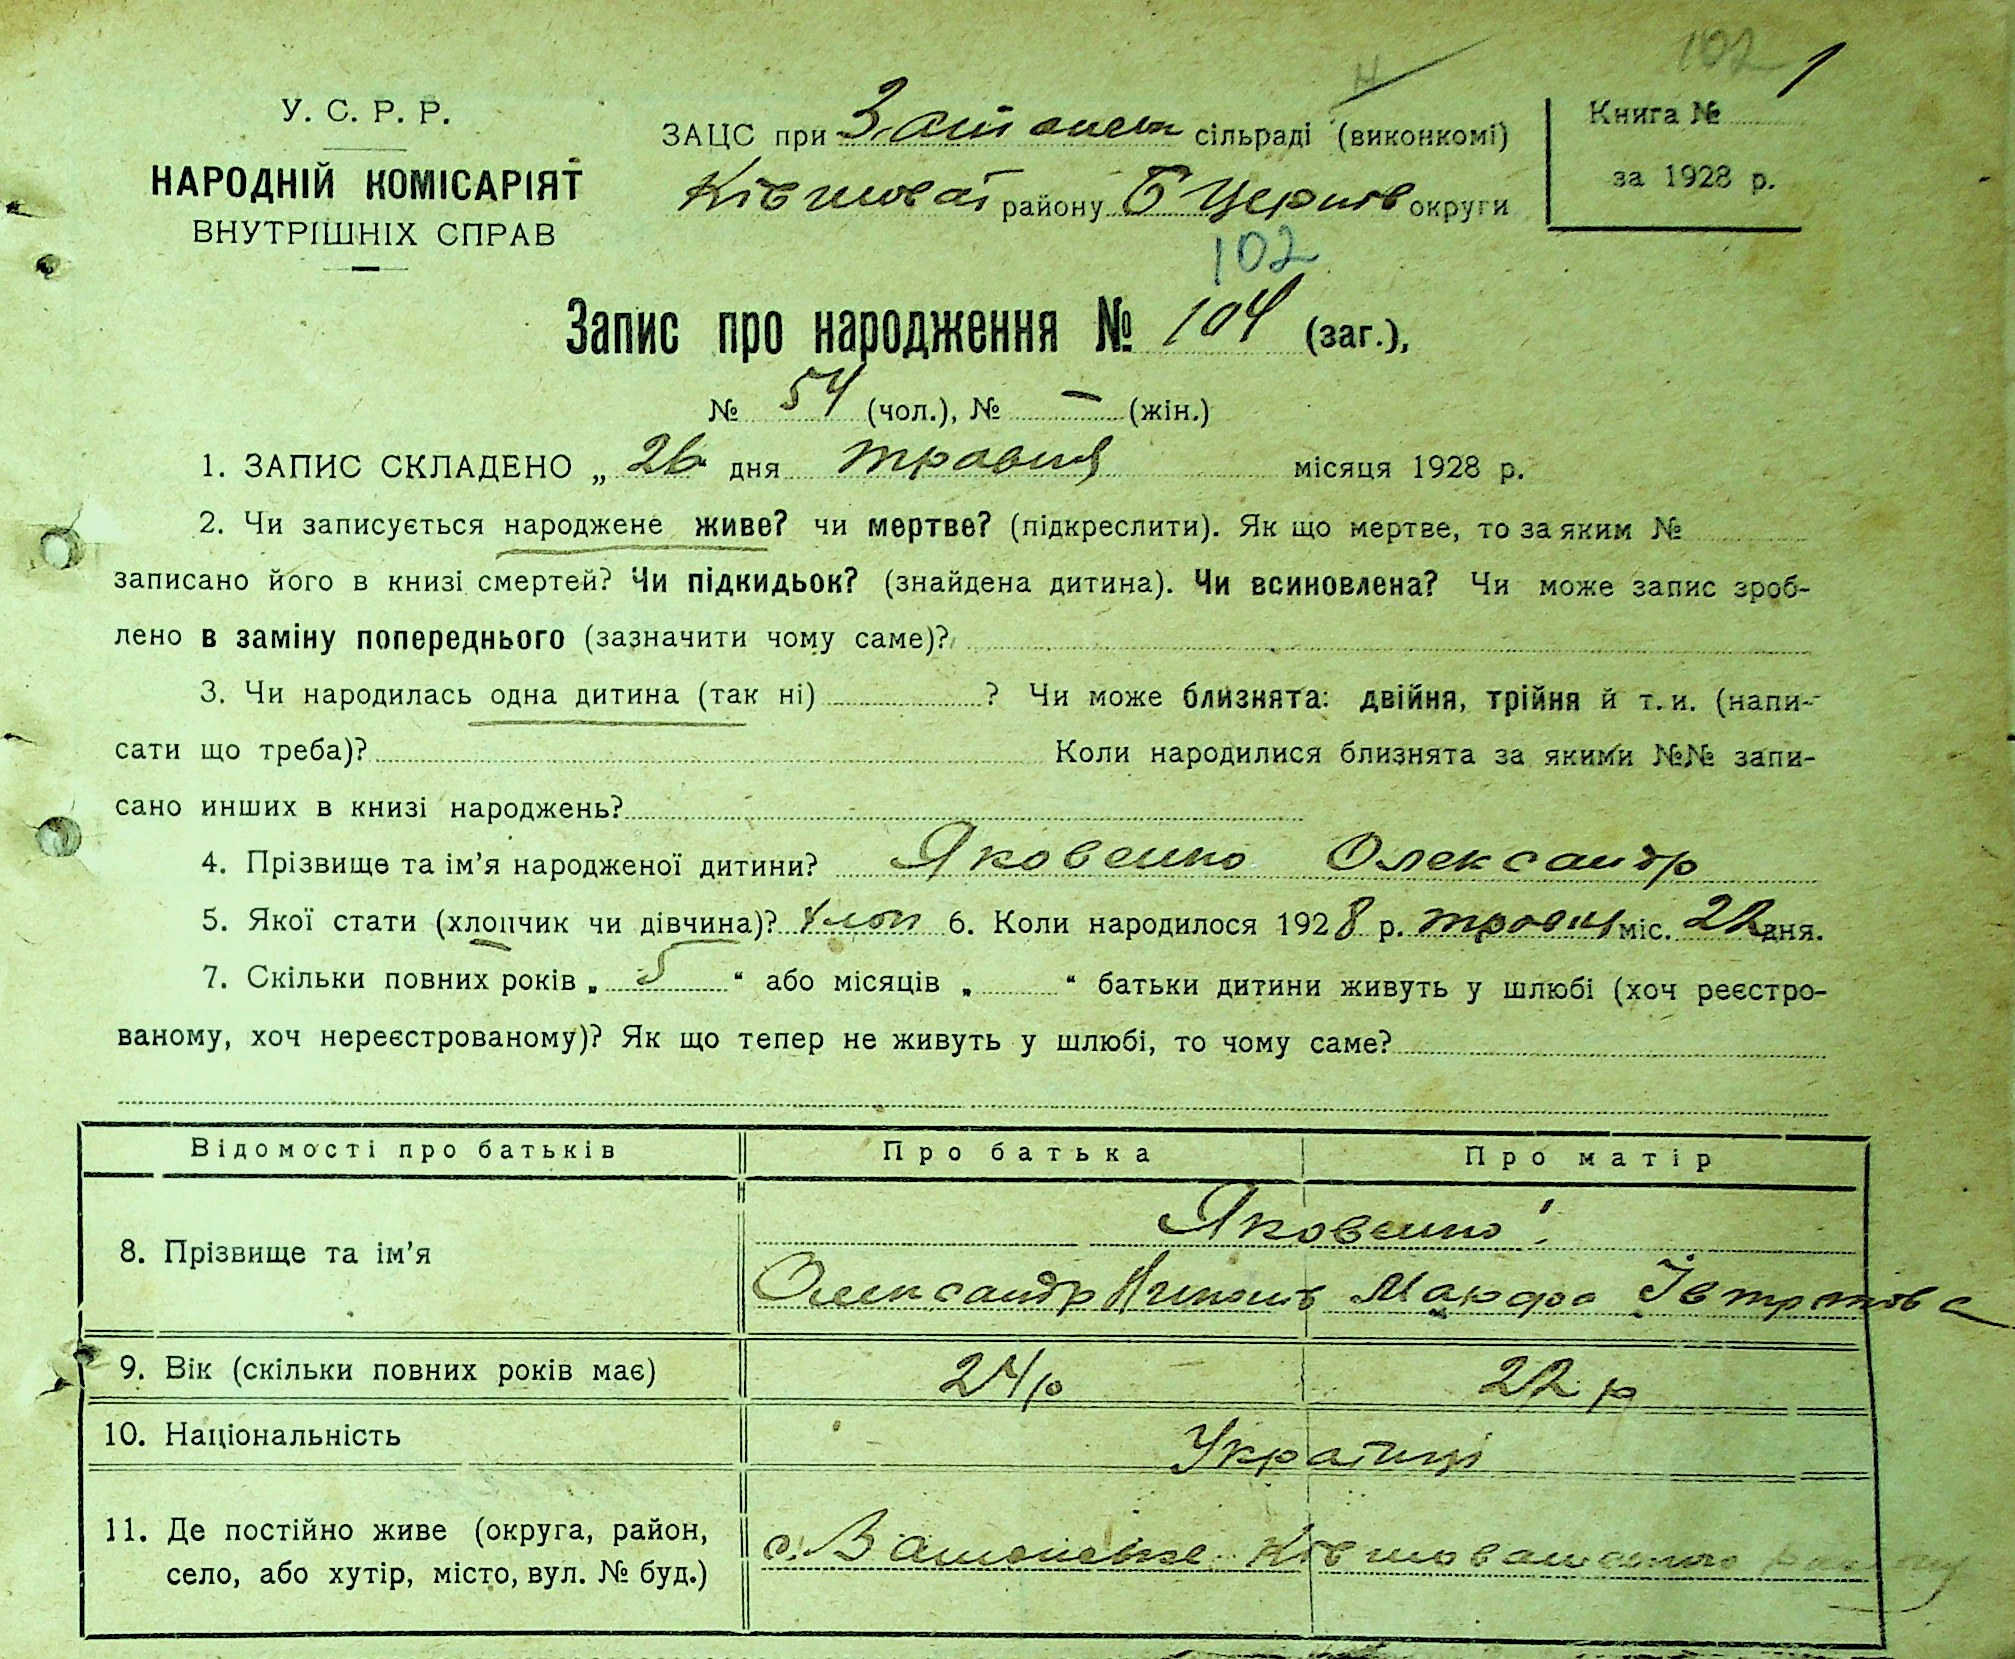 102 1
У. С. Р. Р.
НАРОДНІЙ КОМІСАРІЯТ
ВНУТРІШНІХ СПРАВ
ЗАЦС при сільраді (виконкомі)
Ківшоват району Б Церків округи
Книга №
за 1928 р.
102
Запис про народження № 104 (заг.),
№ 54 (чол.), № — (жін.)
1. ЗАПИС СКЛАДЕНО „ 26 дня травня місяця 1928 р.
2. Чи записується народжене живе? чи мертве? (підкреслити). Як що мертве, то за яким №
записано його в книзі смертей? Чи підкидьок? (знайдена дитина). Чи всиновлена? Чи може запис зроб-
лено в заміну попереднього (зазначити чому саме)?
3. Чи народилась одна дитина (так ні) ? Чи може близнята: двійня, трійня й т. и. (напи-
сати що треба)? Коли народилися близнята за якими №№ запи-
сано инших в книзі народжень?
4. Прізвище та ім'я народженої дитини? Яковенко Олександр
5. Якої стати (хлопчик чи дівчина)? хлоп 6. Коли народилося 1928 р. травня міс. 22 дня.
7. Скільки повних років „ 5 “ або місяців „ “ батьки дитини живуть у шлюбі (хоч реєстро-
ваному, хоч нереєстрованому)? Як що тепер не живуть у шлюбі, то чому саме?
Відомості про батьків Про батька Про матір
8. Прізвище та ім'я Яковенко
Олександр Макфа
9. Вік (скільки повних років має) 24 р 22 р
10. Національність Українці
11. Де постійно живе (округа, район,
село, або хутір, місто, вул. № буд.) с. Ківшоватського району